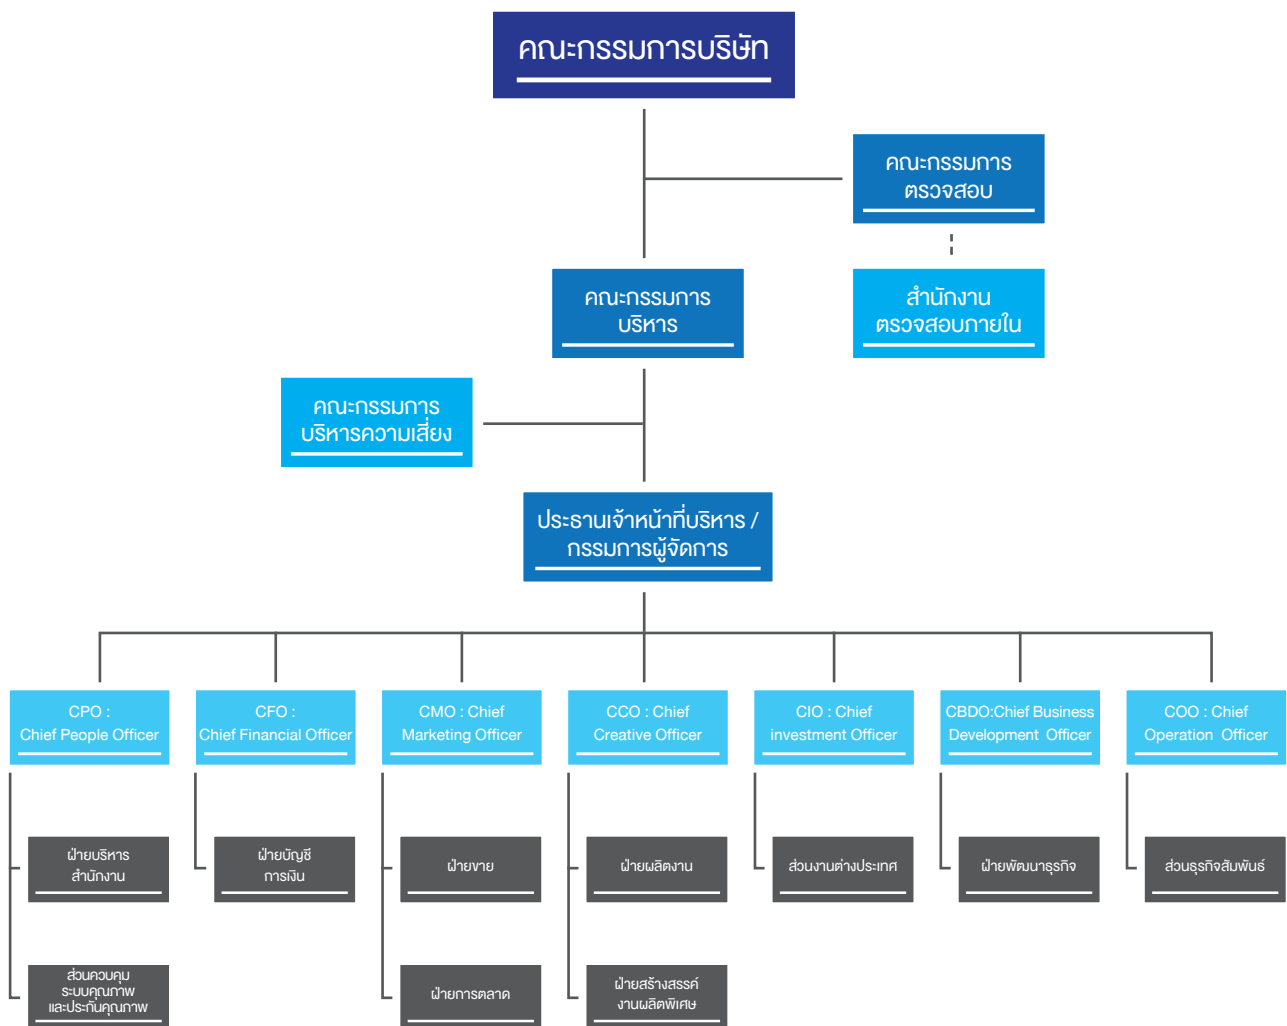 คณะกรรมการบริษัท
คณะกรรมการ
ตรวจสอบ
คณะกรรมการ
บริหาร
สำนักงาน
ตรวจสอบภายใน
คณะกรรมการ
บริหารความเสี่ยง
ประธานเจ้าหน้าที่บริหาร /
กรรมการผู้จัดการ
CPO :
Chief People Officer
CFO :
Chief Financial Officer
CMO : Chief
Marketing Officer
CCO : Chief
Creative Officer
CIO : Chief
investment Officer
CBDO:Chief Business
Development Officer
COO : Chief
Operation Officer
ฝ่ายบริหาร
สำนักงาน
ฝ่ายบัญชี
การเงิน
ฝ่ายขาย
ฝ่ายผลิตงาน
ส่วนงานต่างประเทศ
ฝ่ายพัฒนาธุรกิจ
ส่วนธุรกิจสัมพันธ์
ส่วนควบคุม
ระบบคุณภาพ
และประกันคุณภาพ
ฝ่ายการตลาด
ฝ่ายสร้างสรรค์
งานผลิตพิเศษ